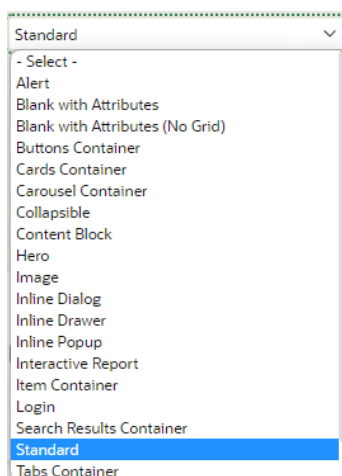 Standard
- Select -
Alert
Blank with Attributes
Blank with Attributes (No Grid)
Buttons Container
Cards Container
Carousel Container
Collapsible
Content Block
Hero
Image
Inline Dialog
Inline Drawer
Inline Popup
Interactive Report
Item Container
Login
Search Results Container
Standard
Tabs Container